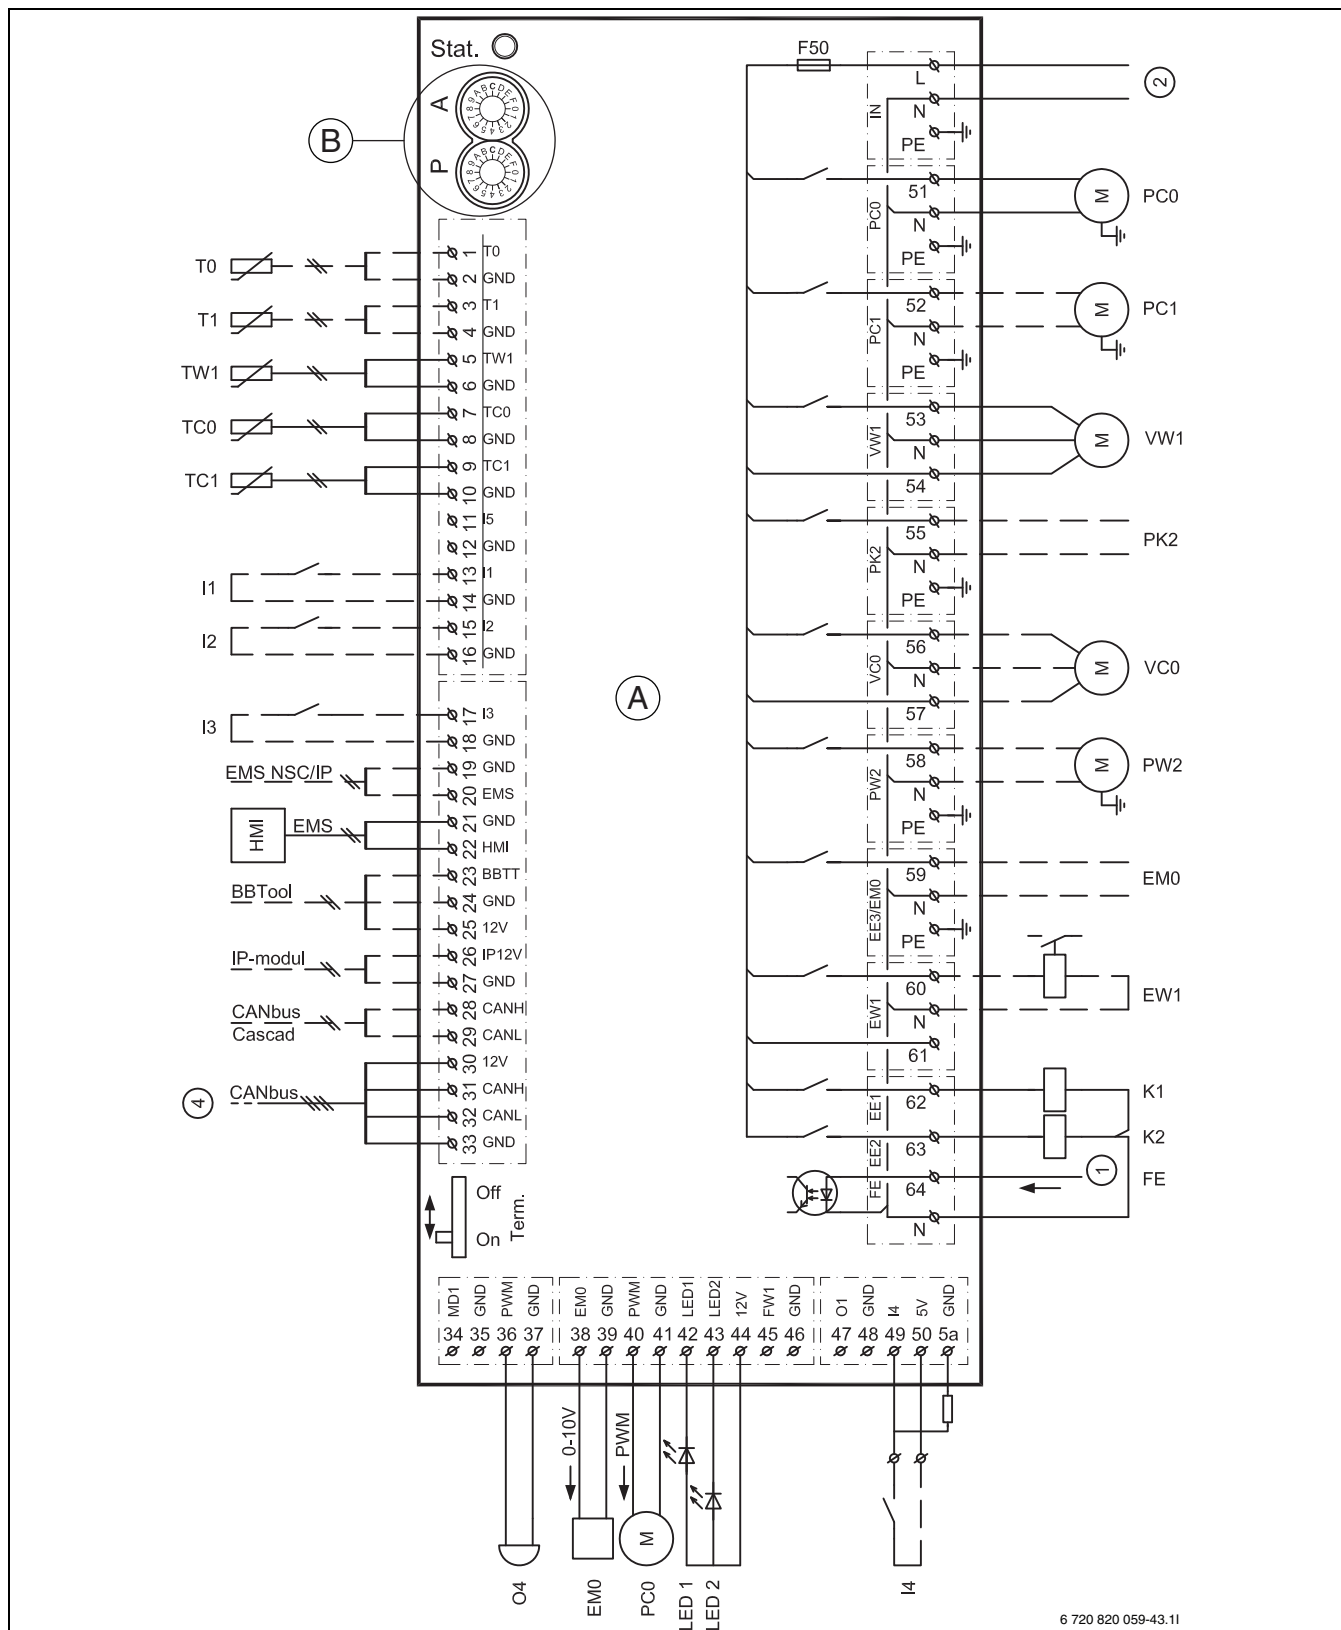 Stat.
A
P
B
A
T0
1 T0
2 GND
T1
3 T1
4 GND
TW1
5 TW1
6 GND
TC0
7 TC0
8 GND
TC1
9 TC1
10 GND
11 I5
12 GND
I1
13 I1
14 GND
I2
15 I2
16 GND
I3
17 I3
18 GND
EMS NSC/IP
19 GND
20 EMS
HMI
EMS
21 GND
22 HMI
BBTool
23 BBTT
24 GND
25 12V
IP-modul
26 IP12V
27 GND
CANbus
Cascad
28 CANH
29 CANL
4
CANbus
30 12V
31 CANH
32 CANL
33 GND
Off
On
Term.
F50
IN
L
N
PE
2
PC0
51
N
PE
M
PC0
PC1
52
N
PE
M
PC1
VW1
53
N
54
M
VW1
PK2
55
N
PE
PK2
VC0
56
N
57
M
VC0
PW2
58
N
PE
M
PW2
EE3/EM0
59
N
PE
EM0
EW1
60
N
61
EW1
EE1
62
K1
EE2
63
K2
FE
64
N
1
FE
MD1 GND PWM GND EM0 GND PWM GND LED1 LED2 12V FW1 GND O1 GND I4 5V GND
34 35 36 37 38 39 40 41 42 43 44 45 46 47 48 49 50 5a
0-10V
PWM
M
O4
EM0
PC0
LED 1
LED 2
I4
6 720 820 059-43.1I